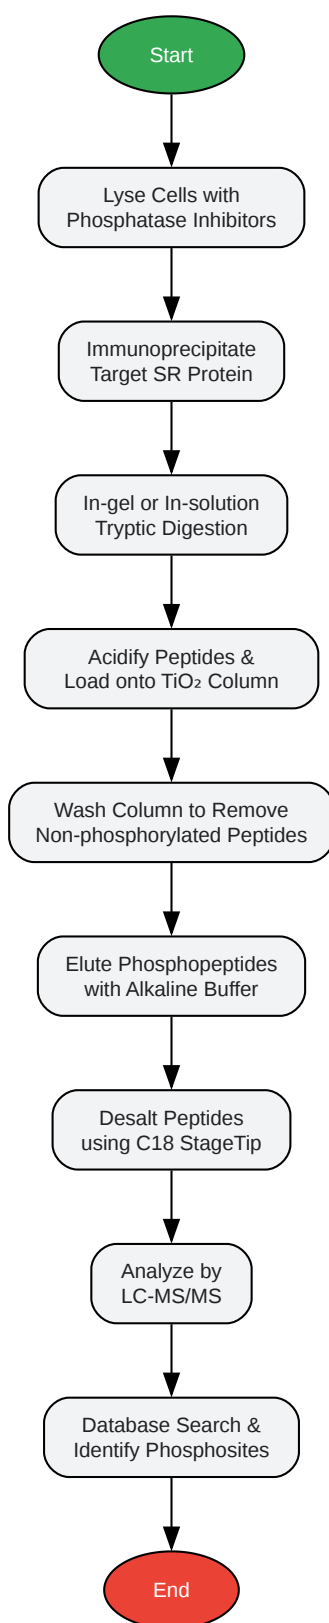 Start
Lyse Cells with
Phosphatase Inhibitors
Immunoprecipitate
Target SR Protein
In-gel or In-solution
Tryptic Digestion
Acidify Peptides &
Load onto TiO₂ Column
Wash Column to Remove
Non-phosphorylated Peptides
Elute Phosphopeptides
with Alkaline Buffer
Desalt Peptides
using C18 StageTip
Analyze by
LC-MS/MS
Database Search &
Identify Phosphosites
End